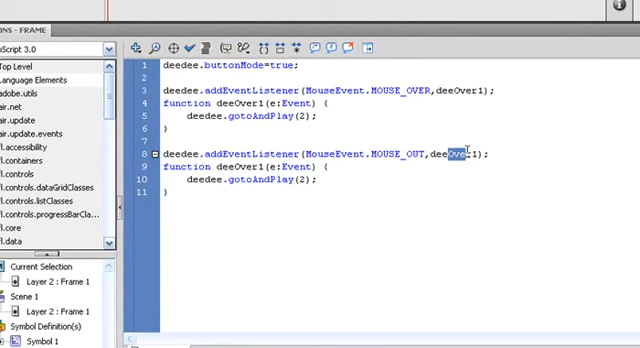 ONS - FRAME
Script 3.0
Top Level
Language Elements
adobe.utils
air.net
air.update
air.update.events
fl.accessibility
fl.containers
fl.controls
fl.controls.dataGridClasses
fl.controls.listClasses
fl.controls.progressBarCla...
fl.core
fl.data
Current Selection
Layer 2 : Frame 1
Scene 1
Layer 2 : Frame 1
Symbol Definition(s)
Symbol 1
1 deedee.buttonMode=true;
2
3 deedee.addEventListener(MouseEvent.MOUSE_OVER,deeOver1);
4 function deeOver1(e:Event) {
5 deedee.gotoAndPlay(2);
6 }
7
8 deedee.addEventListener(MouseEvent.MOUSE_OUT,deeOver1);
9 function deeOver1(e:Event) {
10 deedee.gotoAndPlay(2);
11 }